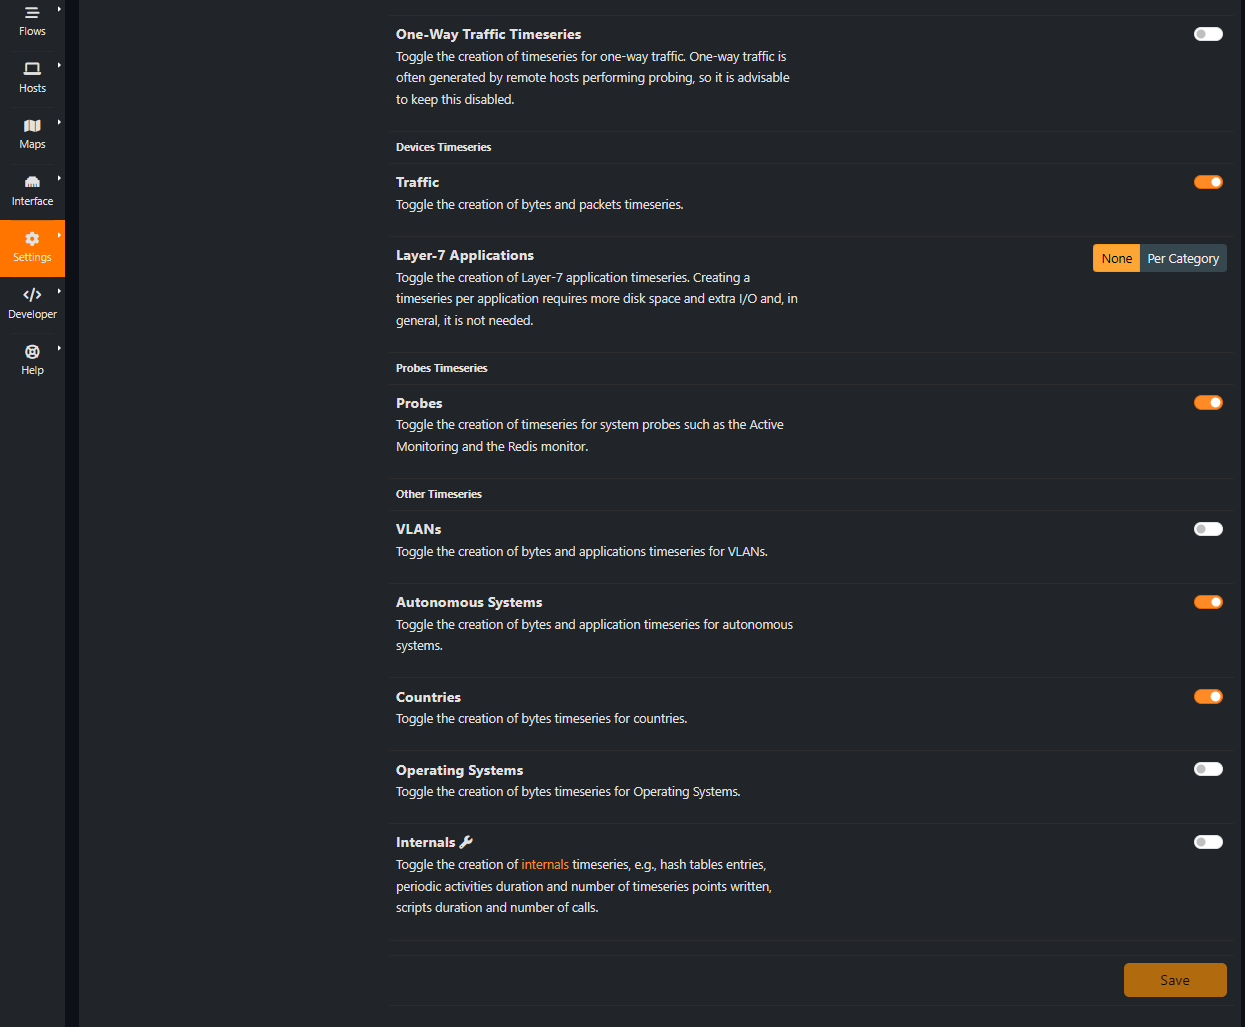 Flows
Hosts
Maps
Interface
Settings
Developer
Help
One-Way Traffic Timeseries
Toggle the creation of timeseries for one-way traffic. One-way traffic is
often generated by remote hosts performing probing, so it is advisable
to keep this disabled.
Devices Timeseries
Traffic
Toggle the creation of bytes and packets timeseries.
Layer-7 Applications
None Per Category
Toggle the creation of Layer-7 application timeseries. Creating a
timeseries per application requires more disk space and extra I/O and, in
general, it is not needed.
Probes Timeseries
Probes
Toggle the creation of timeseries for system probes such as the Active
Monitoring and the Redis monitor.
Other Timeseries
VLANs
Toggle the creation of bytes and applications timeseries for VLANs.
Autonomous Systems
Toggle the creation of bytes and application timeseries for autonomous
systems.
Countries
Toggle the creation of bytes timeseries for countries.
Operating Systems
Toggle the creation of bytes timeseries for Operating Systems.
Internals
Toggle the creation of internals timeseries, e.g., hash tables entries,
periodic activities duration and number of timeseries points written,
scripts duration and number of calls.
Save